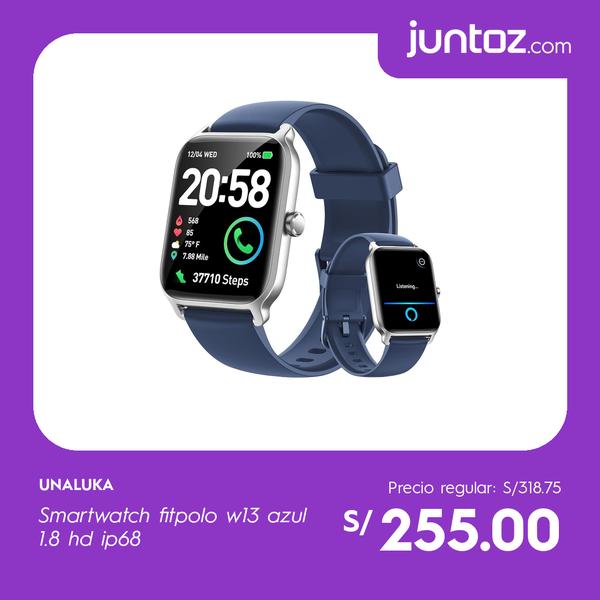 juntoz.com
12/04 WED 100%
20:58
568
85
75° F
7.88 Mile
37710 Steps
Listening...
UNALUKA
Precio regular: S/318.75
Smartwatch fitpolo w13 azul
1.8 hd ip68
S/ 255.00